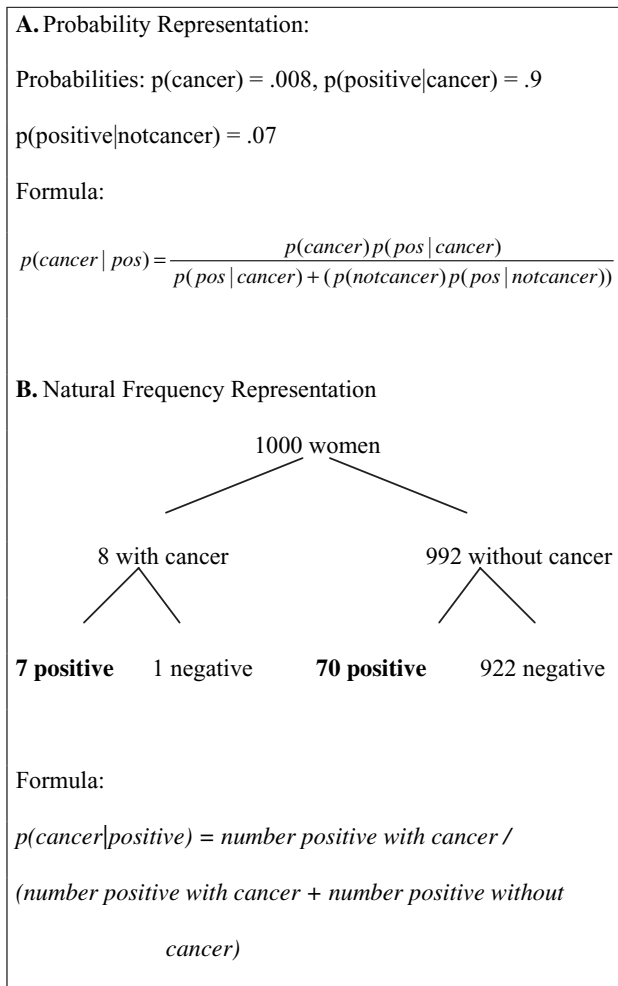 A. Probability Representation:
Probabilities: p(cancer) = .008, p(positive|cancer) = .9
p(positive|notcancer) = .07
Formula:
p(cancer | pos) = p(cancer) p(pos | cancer) / p(pos | cancer) + (p(notcancer) p(pos | notcancer))
B. Natural Frequency Representation
1000 women
8 with cancer 992 without cancer
7 positive 1 negative 70 positive 922 negative
Formula:
p(cancer|positive) = number positive with cancer /
(number positive with cancer + number positive without
cancer)